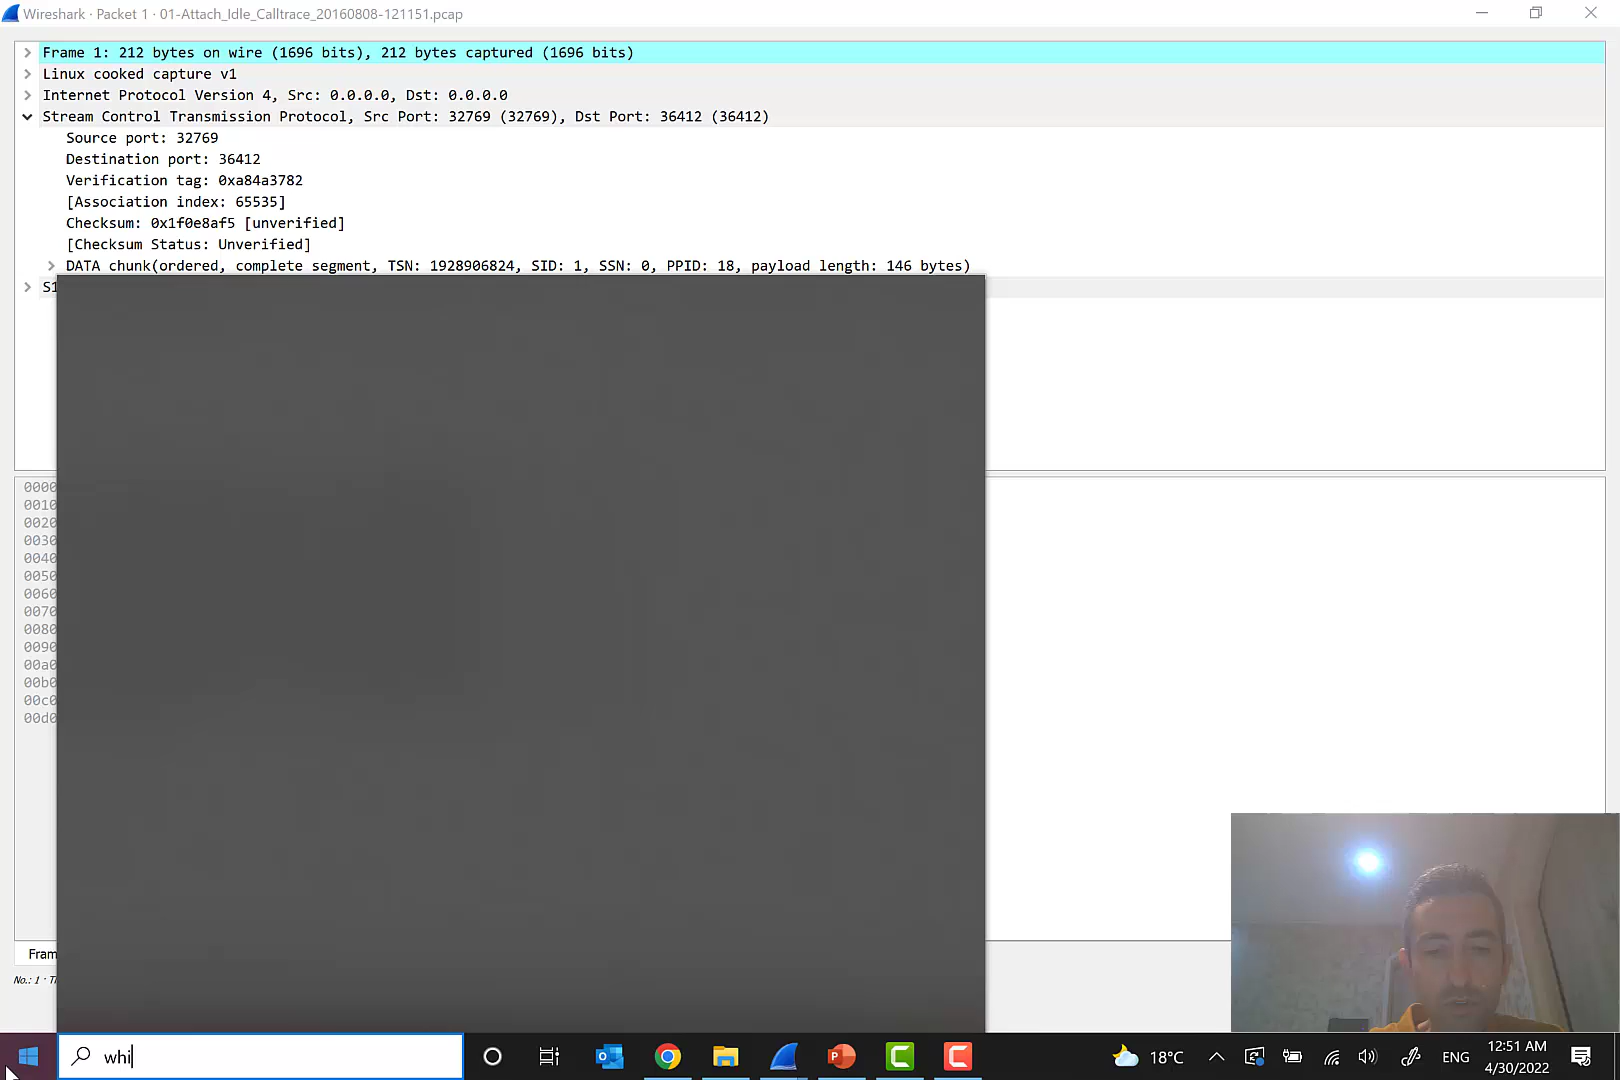 Wireshark · Packet 1 · 01-Attach_Idle_Calltrace_20160808-121151.pcap
Frame 1: 212 bytes on wire (1696 bits), 212 bytes captured (1696 bits)
Linux cooked capture v1
Internet Protocol Version 4, Src: 0.0.0.0, Dst: 0.0.0.0
Stream Control Transmission Protocol, Src Port: 32769 (32769), Dst Port: 36412 (36412)
Source port: 32769
Destination port: 36412
Verification tag: 0xa84a3782
[Association index: 65535]
Checksum: 0x1f0e8af5 [unverified]
[Checksum Status: Unverified]
DATA chunk(ordered, complete segment, TSN: 1928906824, SID: 1, SSN: 0, PPID: 18, payload length: 146 bytes)
S1
0000
0010
0020
0030
0040
0050
0060
0070
0080
0090
00a0
00b0
00c0
00d0
Fram
No.: 1 · T
whi
18°C
ENG
12:51 AM
4/30/2022